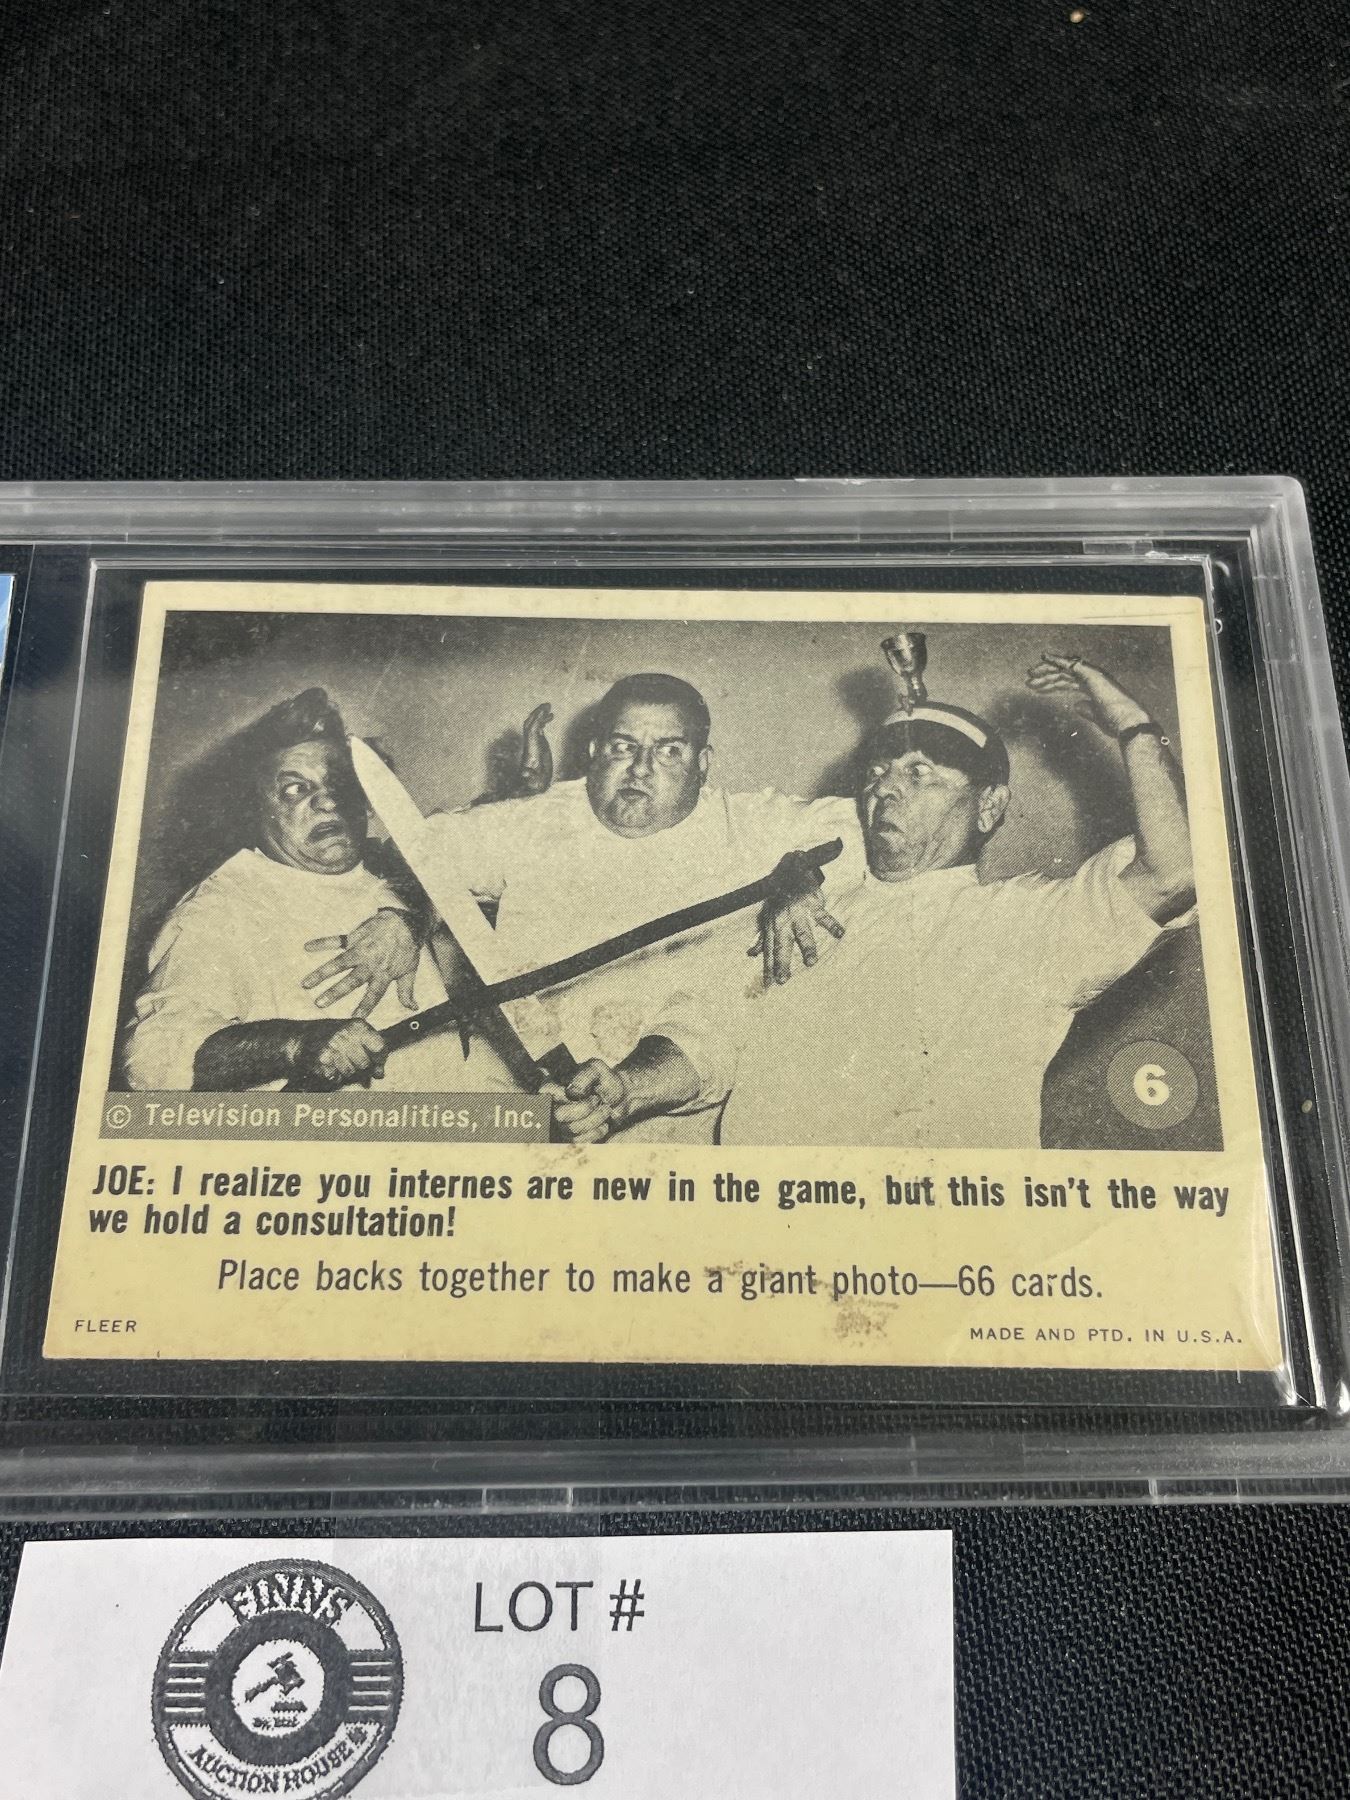 6
© Television Personalities, Inc.
JOE: I realize you internes are new in the game, but this isn't the way
we hold a consultation!
Place backs together to make a giant photo—66 cards.
FLEER
MADE AND PTD. IN U.S.A.
FINNS
AUCTION HOUSE
LOT #
8